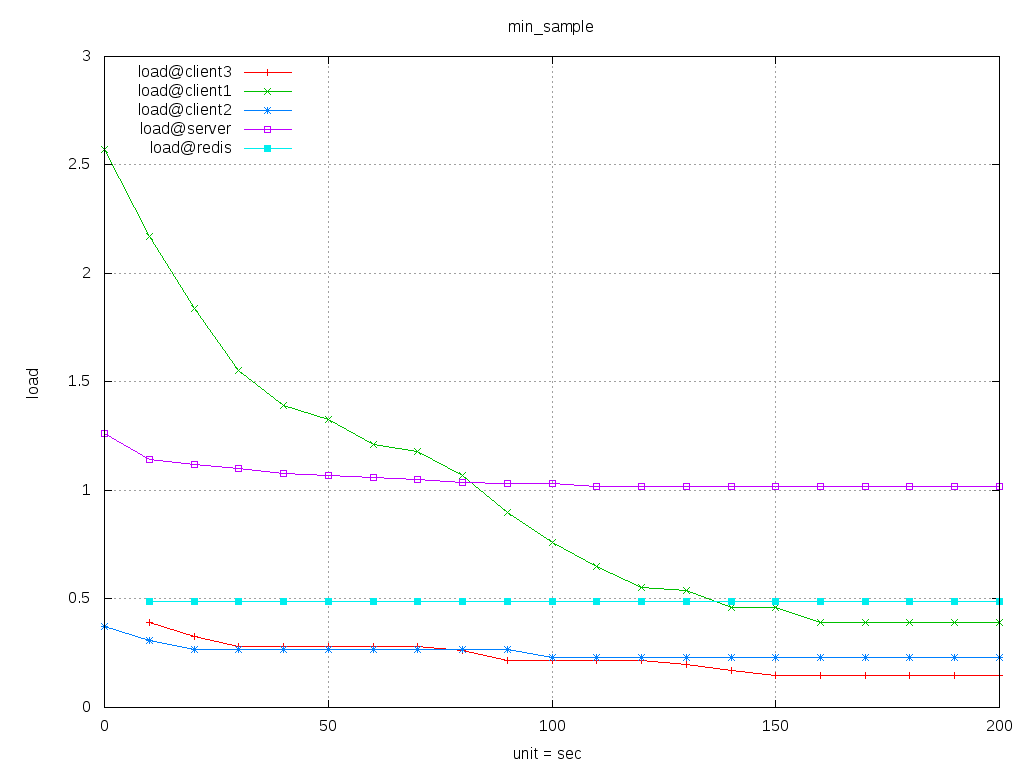 min_sample
3
load@client3
load@client1
load@client2
load@server
load@redis
2.5
2
1.5
load
1
0.5
0
0 50 100 150 200
unit = sec